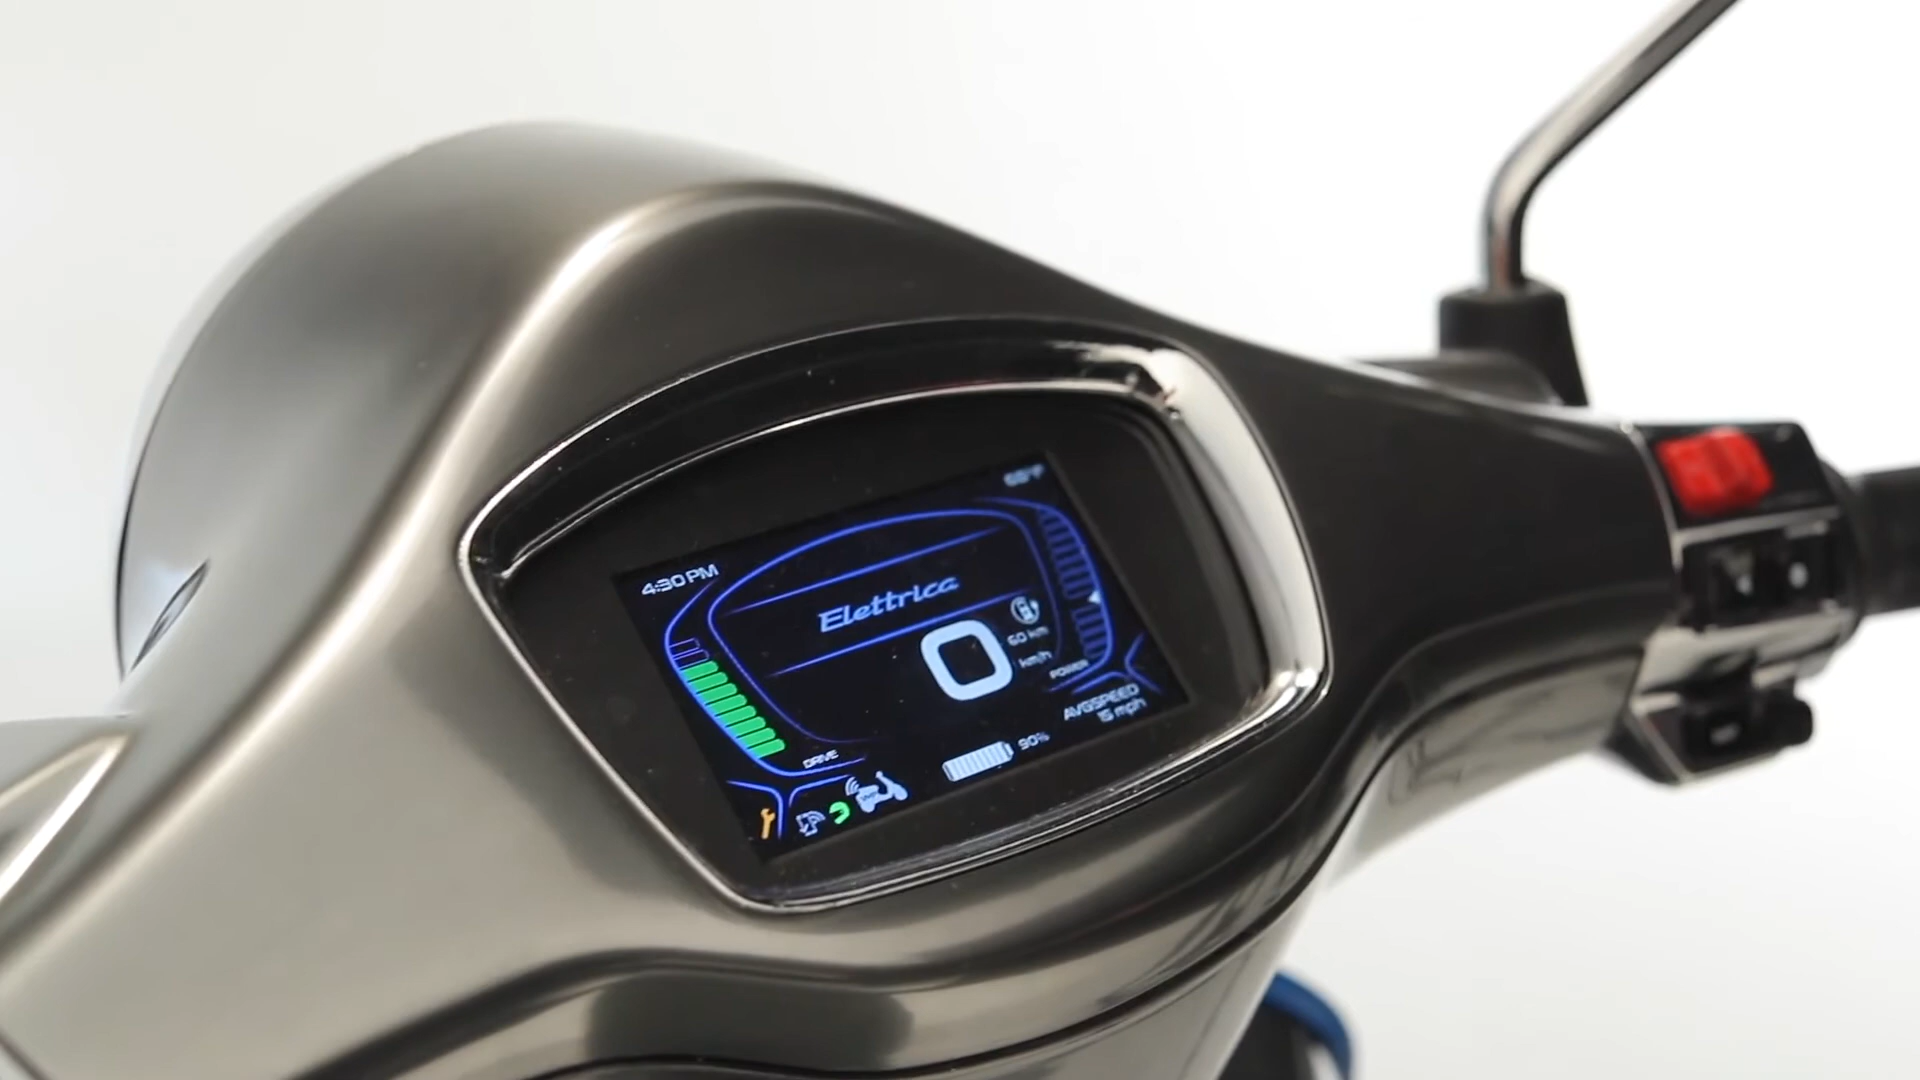 68°F
4:30 PM
Elettrica
0
60 km
km/h
POWER
AVGSPEED
15 mph
90%
DRIVE